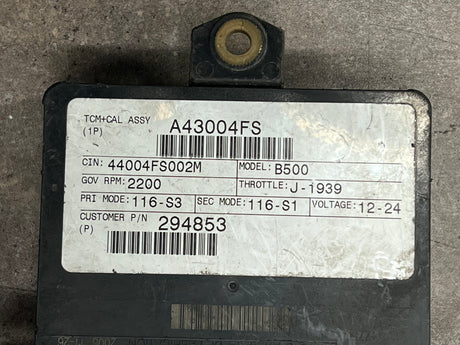 TCM+CAL ASSY A43004FS
(1P)
CIN: 44004FS002M MODEL: B500
GOV RPM: 2200 THROTTLE: J-1939
PRI MODE: 116-S3 SEC MODE: 116-S1 VOLTAGE: 12-24
CUSTOMER P/N 294853
(P)